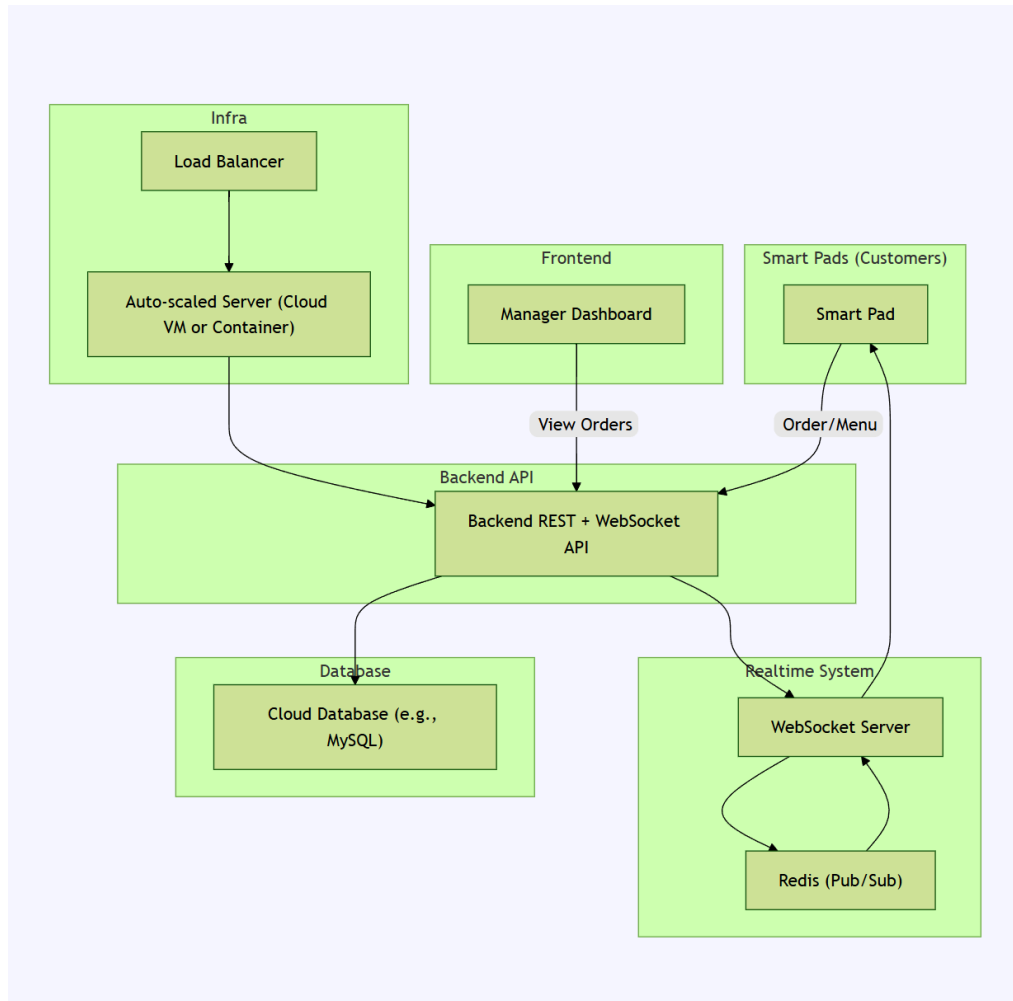 Infra
Load Balancer
Auto-scaled Server (Cloud
VM or Container)
Frontend
Manager Dashboard
Smart Pads (Customers)
Smart Pad
View Orders
Order/Menu
Backend API
Backend REST + WebSocket
API
Database
Cloud Database (e.g.,
MySQL)
Realtime System
WebSocket Server
Redis (Pub/Sub)